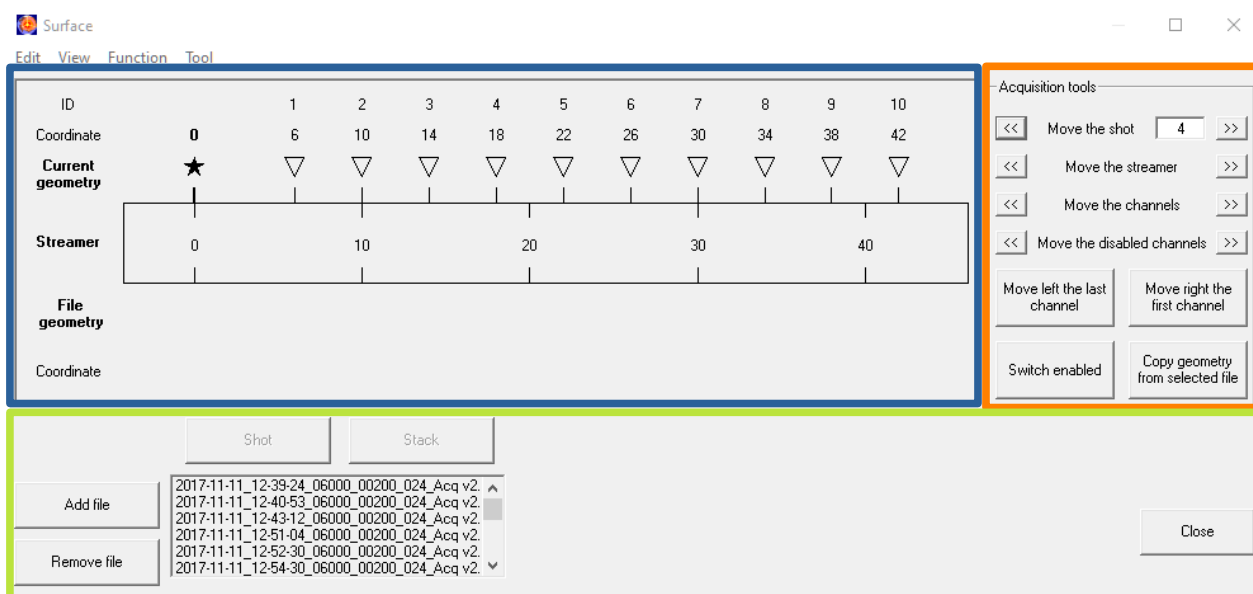 Surface
Edit View Function Tool
ID 1 2 3 4 5 6 7 8 9 10
Coordinate 0 6 10 14 18 22 26 30 34 38 42
Current
geometry
Streamer 0 10 20 30 40
File
geometry
Coordinate
Acquisition tools
<< Move the shot 4 >>
<< Move the streamer >>
<< Move the channels >>
<< Move the disabled channels >>
Move left the last
channel
Move right the
first channel
Switch enabled
Copy geometry
from selected file
Shot Stack
Add file
Remove file
2017-11-11_12-39-24_06000_00200_024_Acq v2.
2017-11-11_12-40-53_06000_00200_024_Acq v2.
2017-11-11_12-43-12_06000_00200_024_Acq v2.
2017-11-11_12-51-04_06000_00200_024_Acq v2.
2017-11-11_12-52-30_06000_00200_024_Acq v2.
2017-11-11_12-54-30_06000_00200_024_Acq v2.
Close